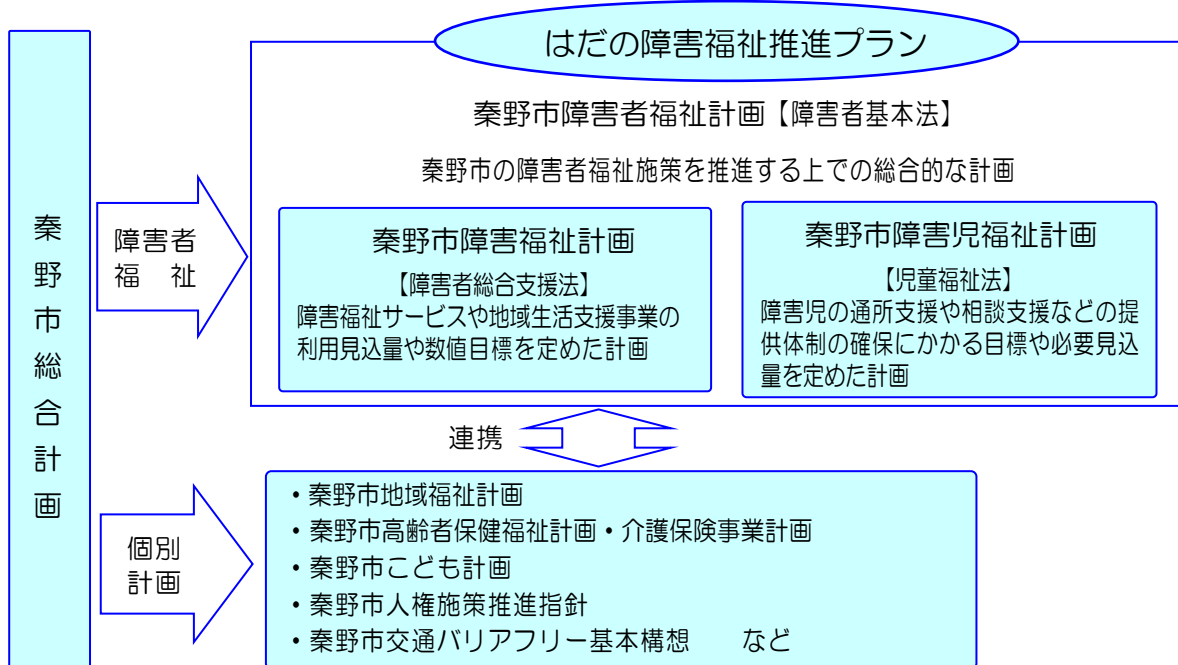 はだの障害福祉推進プラン
秦野市障害者福祉計画【障害者基本法】
秦野市の障害者福祉施策を推進する上での総合的な計画
秦野市総合計画
障害者
福　祉
秦野市障害福祉計画
【障害者総合支援法】
障害福祉サービスや地域生活支援事業の
利用見込量や数値目標を定めた計画
秦野市障害児福祉計画
【児童福祉法】
障害児の通所支援や相談支援などの提
供体制の確保にかかる目標や必要見込
量を定めた計画
連携
個別
計画
・秦野市地域福祉計画
・秦野市高齢者保健福祉計画・介護保険事業計画
・秦野市こども計画
・秦野市人権施策推進指針
・秦野市交通バリアフリー基本構想　　など